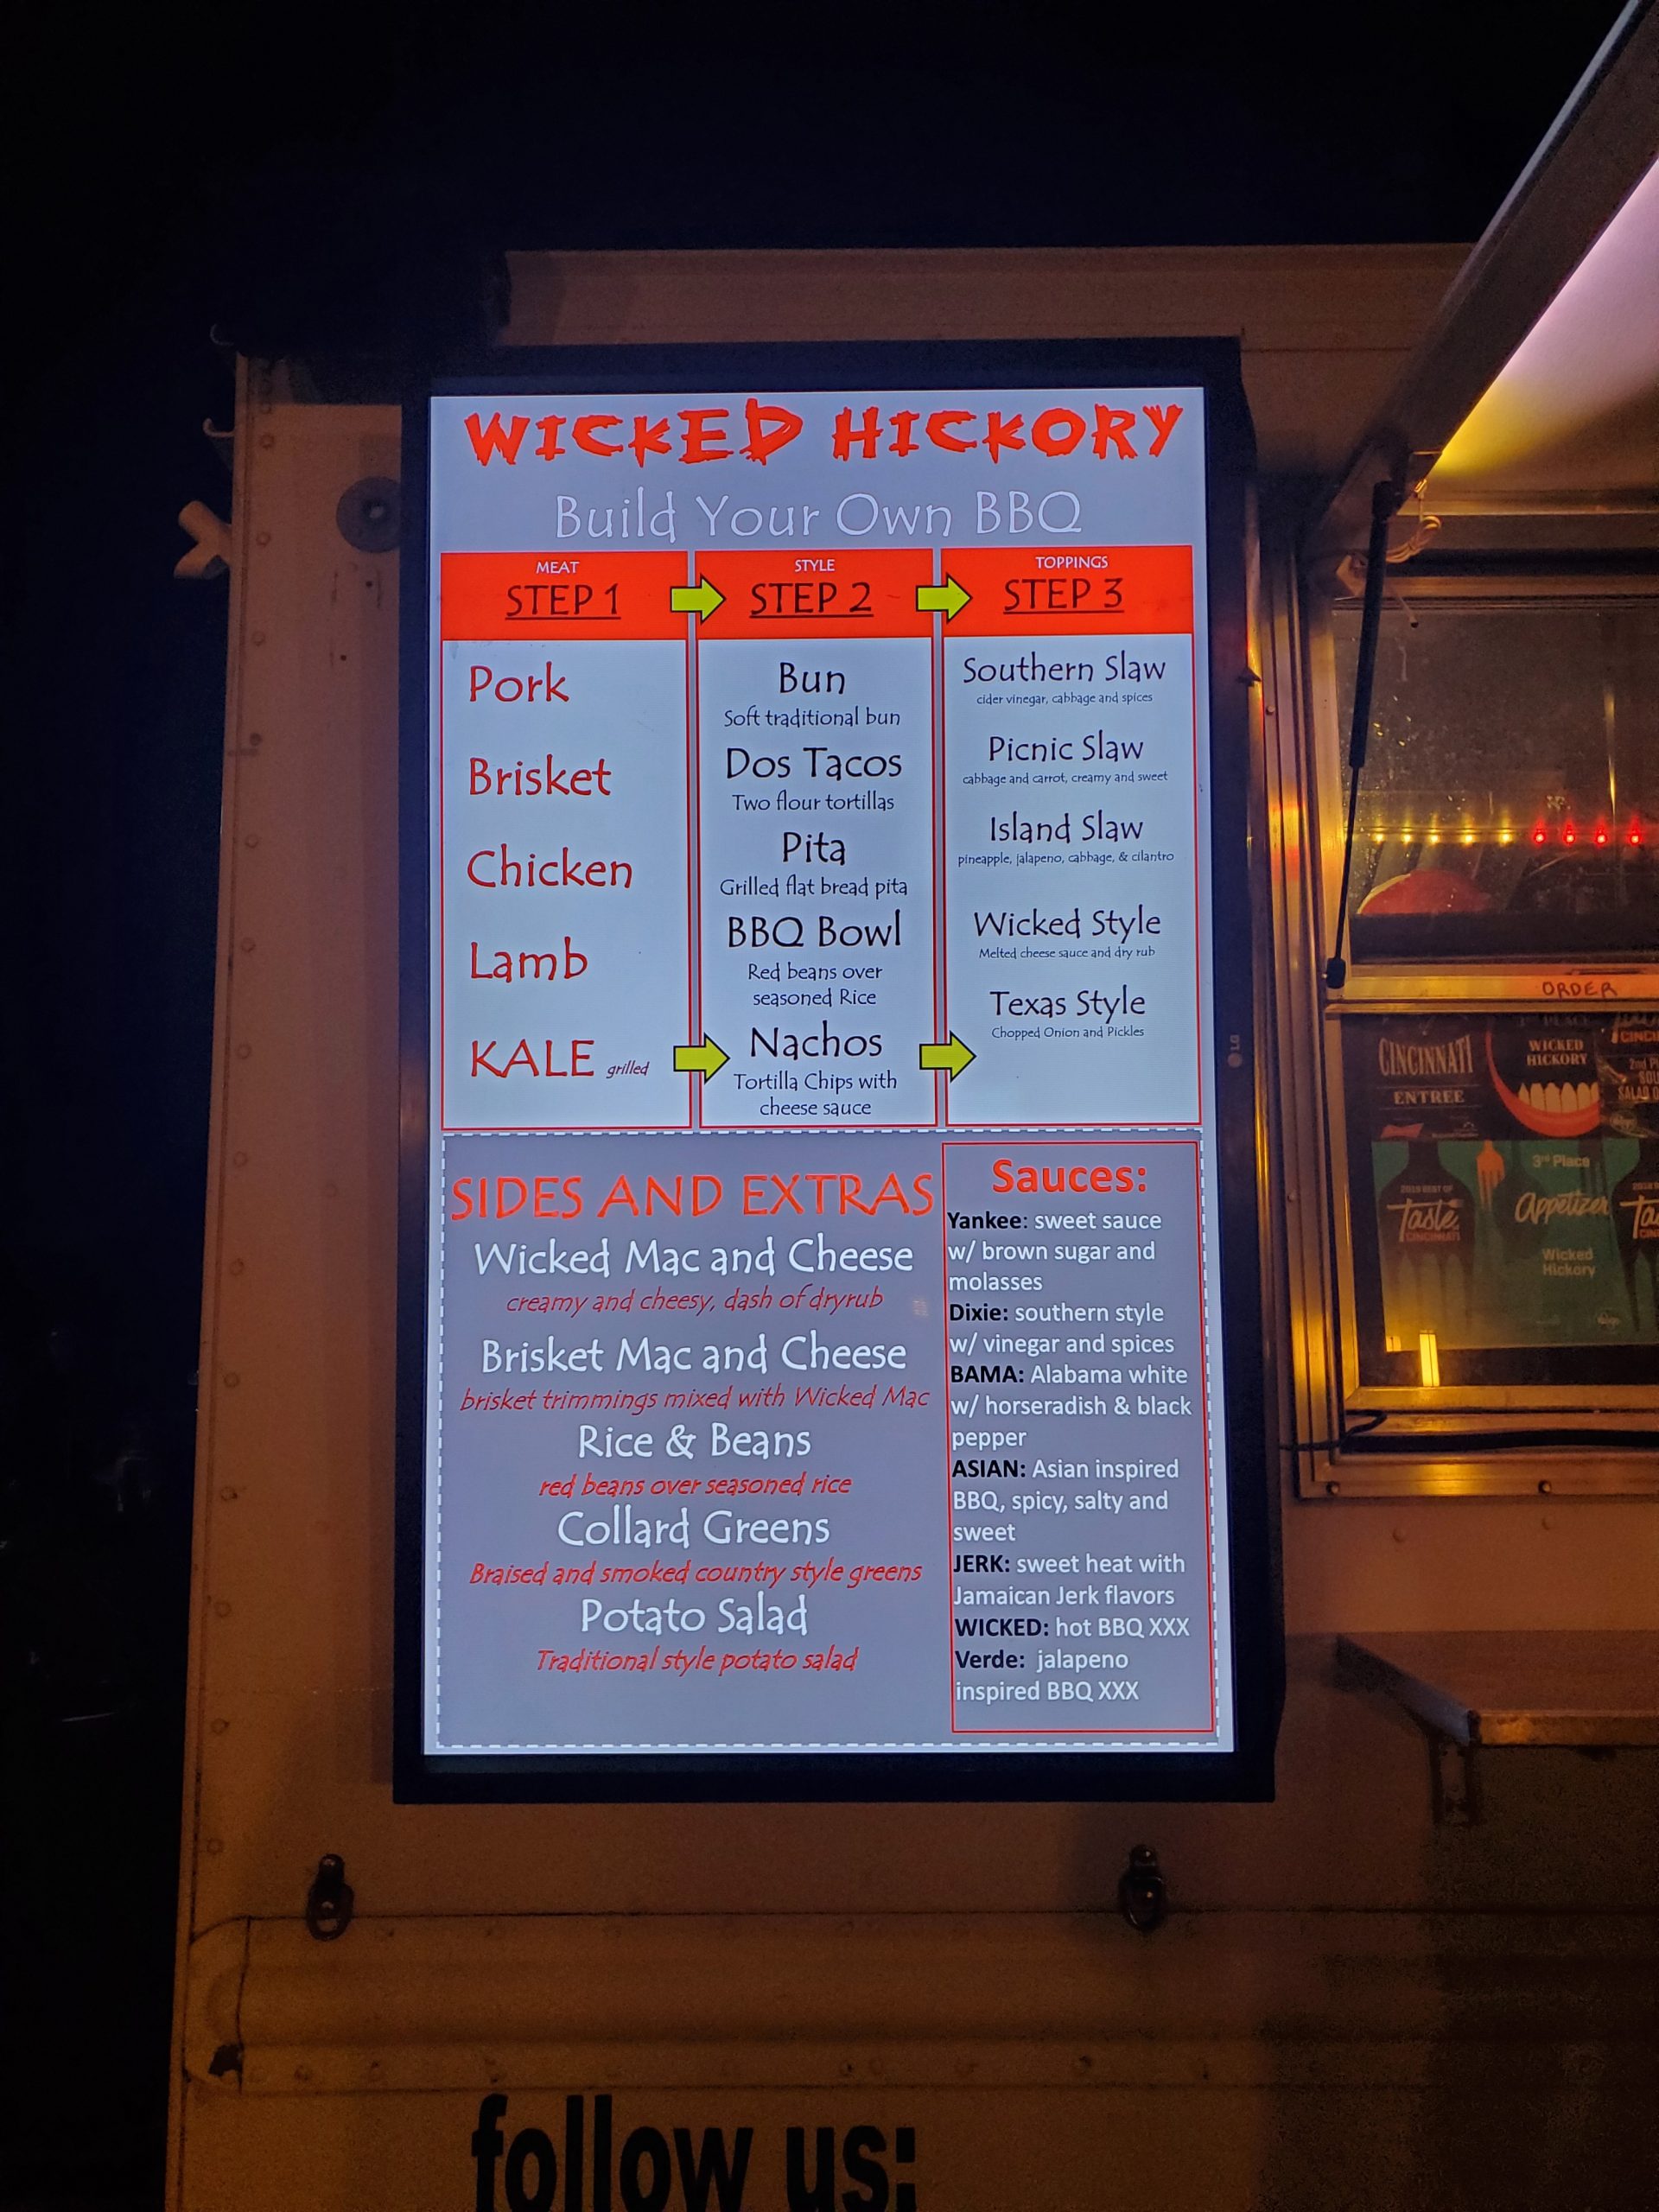 WICKED HICKORY
Build Your Own BBQ
MEAT
STEP 1
Pork
Brisket
Chicken
Lamb
KALE grilled
STYLE
STEP 2
Bun
Soft traditional bun
Dos Tacos
Two flour tortillas
Pita
Grilled flat bread pita
BBQ Bowl
Red beans over
seasoned Rice
Nachos
Tortilla Chips with
cheese sauce
TOPPINGS
STEP 3
Southern Slaw
cider vinegar, cabbage and spices
Picnic Slaw
cabbage and carrot, creamy and sweet
Island Slaw
pineapple, jalapeno, cabbage, & cilantro
Wicked Style
Melted cheese sauce and dry rub
Texas Style
Chopped Onion and Pickles
SIDES AND EXTRAS
Wicked Mac and Cheese
creamy and cheesy, dash of dryrub
Brisket Mac and Cheese
brisket trimmings mixed with Wicked Mac
Rice & Beans
red beans over seasoned rice
Collard Greens
Braised and smoked country style greens
Potato Salad
Traditional style potato salad
Sauces:
Yankee: sweet sauce
w/ brown sugar and
molasses
Dixie: southern style
w/ vinegar and spices
BAMA: Alabama white
w/ horseradish & black
pepper
ASIAN: Asian inspired
BBQ, spicy, salty and
sweet
JERK: sweet heat with
Jamaican Jerk flavors
WICKED: hot BBQ XXX
Verde: jalapeno
inspired BBQ XXX
LG
ORDER
CINCINNATI
ENTREE
WICKED
HICKORY
3rd Place
Appetizer
Wicked
Hickory
Taste
CINCINNATI
follow us: